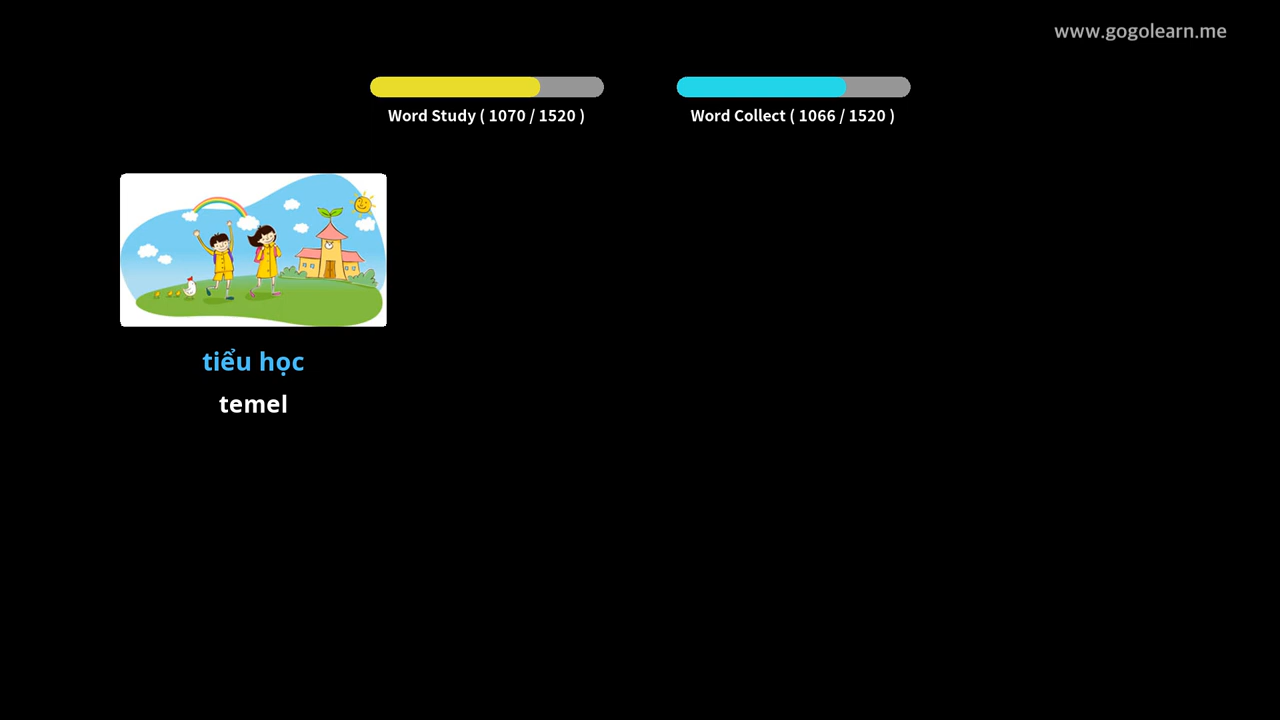 www.gogolearn.me
Word Study ( 1070 / 1520 )
Word Collect ( 1066 / 1520 )
tiểu học
temel